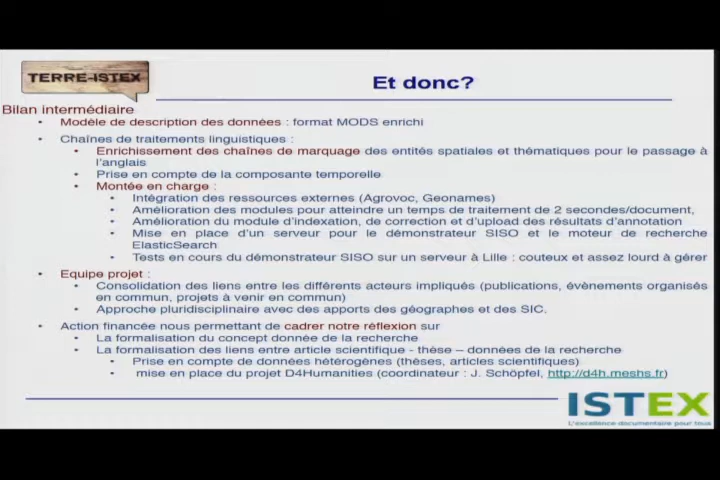 TERRE-ISTEX
Et donc?
Bilan intermédiaire
• Modèle de description des données : format MODS enrichi
• Chaînes de traitements linguistiques :
• Enrichissement des chaînes de marquage des entités spatiales et thématiques pour le passage à
l'anglais
• Prise en compte de la composante temporelle
• Montée en charge :
• Intégration des ressources externes (Agrovoc, Geonames)
• Amélioration des modules pour atteindre un temps de traitement de 2 secondes/document,
• Amélioration du module d'indexation, de correction et d'upload des résultats d'annotation
• Mise en place d'un serveur pour le démonstrateur SISO et le moteur de recherche
ElasticSearch
• Tests en cours du démonstrateur SISO sur un serveur à Lille : couteux et assez lourd à gérer
• Equipe projet :
• Consolidation des liens entre les différents acteurs impliqués (publications, évènements organisés
en commun, projets à venir en commun)
• Approche pluridisciplinaire avec des apports des géographes et des SIC.
• Action financée nous permettant de cadrer notre réflexion sur
• La formalisation du concept donnée de la recherche
• La formalisation des liens entre article scientifique - thèse – données de la recherche
• Prise en compte de données hétérogènes (thèses, articles scientifiques)
• mise en place du projet D4Humanities (coordinateur : J. Schöpfel, http://d4h.meshs.fr)
ISTEX
L'excellence documentaire pour tous